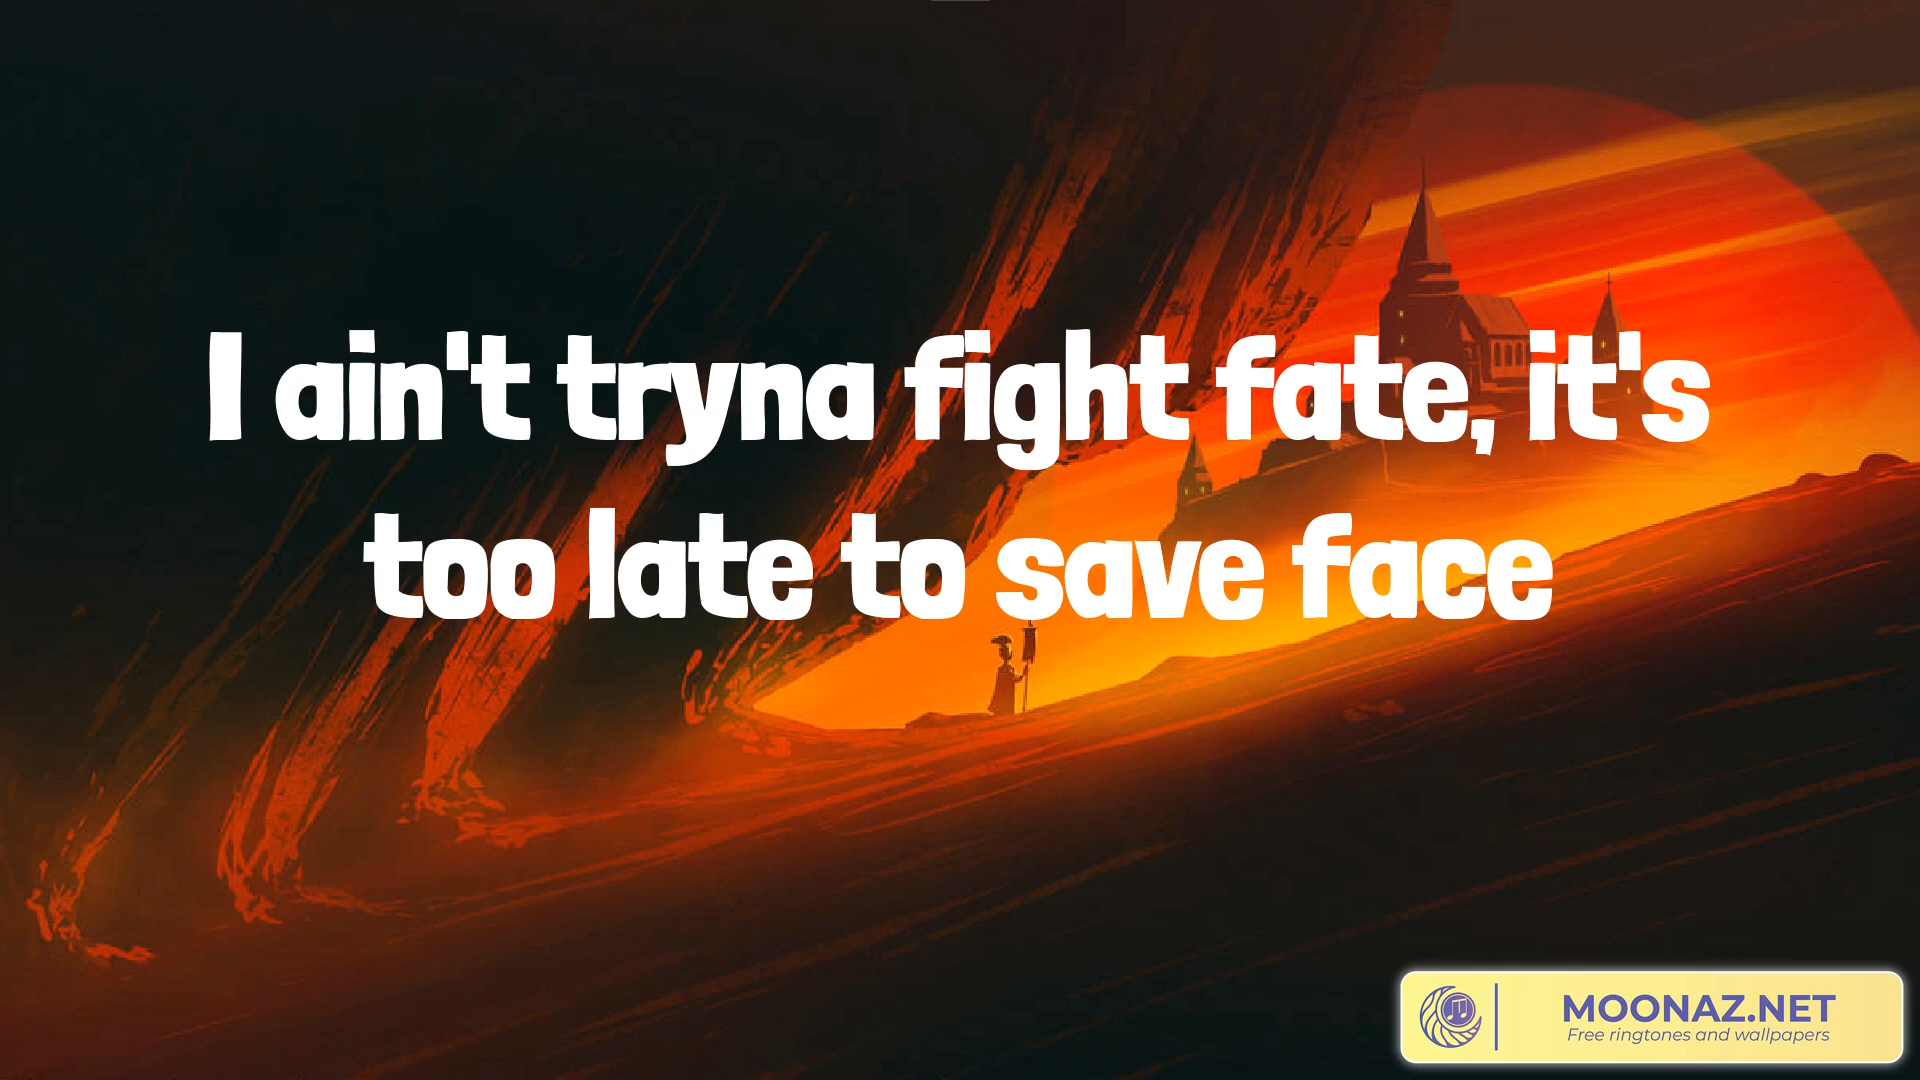 I ain't tryna fight fate, it's
too late to save face
MOONAZ.NET
Free ringtones and wallpapers